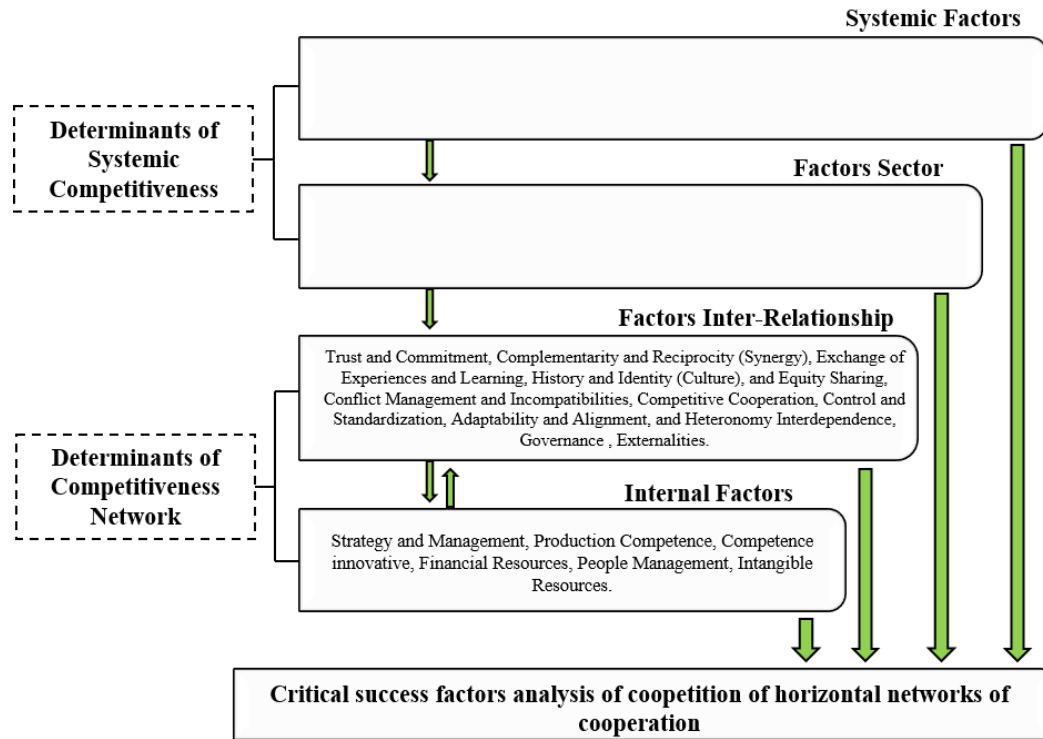 Systemic Factors
Determinants of
Systemic
Competitiveness
Factors Sector
Factors Inter-Relationship
Trust and Commitment, Complementarity and Reciprocity (Synergy), Exchange of
Experiences and Learning, History and Identity (Culture), and Equity Sharing,
Conflict Management and Incompatibilities, Competitive Cooperation, Control and
Standardization, Adaptability and Alignment, and Heteronomy Interdependence,
Governance , Externalities.
Determinants of
Competitiveness
Network
Internal Factors
Strategy and Management, Production Competence, Competence
innovative, Financial Resources, People Management, Intangible
Resources.
Critical success factors analysis of coopetition of horizontal networks of
cooperation